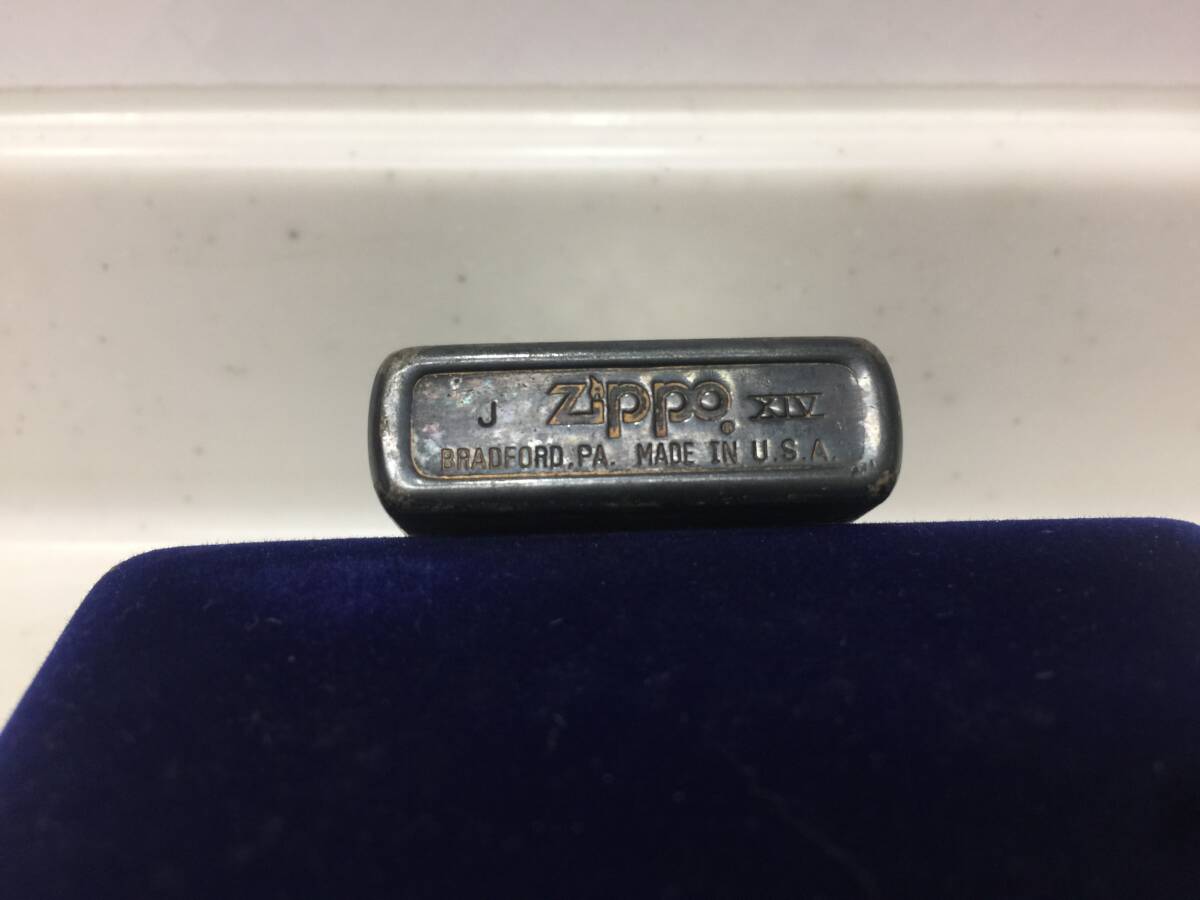 J Zippo® XIV
BRADFORD, PA. MADE IN U.S.A.